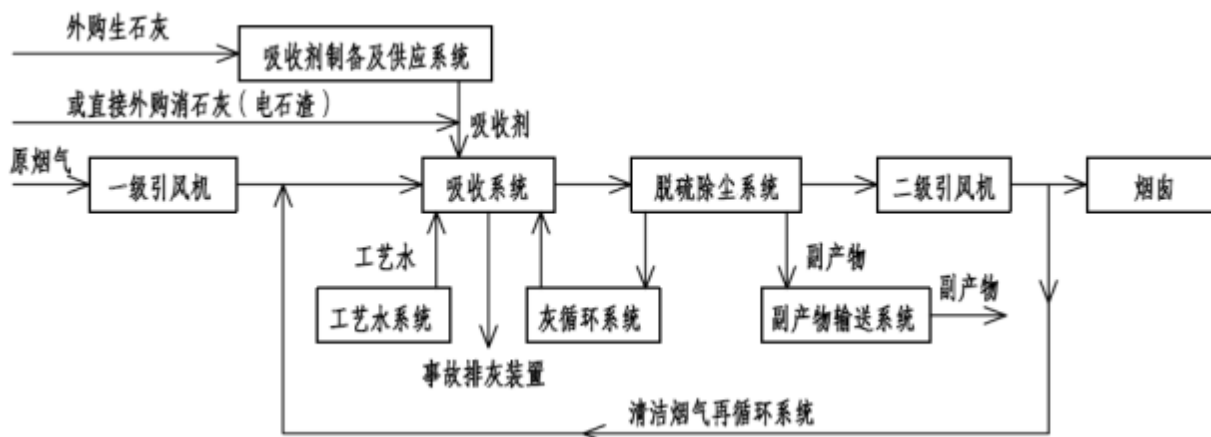 外购生石灰
吸收剂制备及供应系统
或直接外购消石灰(电石渣)
吸收剂
原烟气
一级引风机
吸收系统
脱硫除尘系统
二级引风机
烟囱
工艺水
副产物
副产物
工艺水系统
灰循环系统
副产物输送系统
事故排灰装置
清洁烟气再循环系统